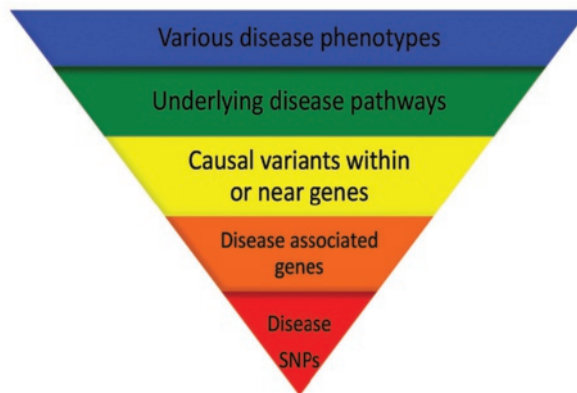 Various disease phenotypes
Underlying disease pathways
Causal variants within
or near genes
Disease associated
genes
Disease
SNPs